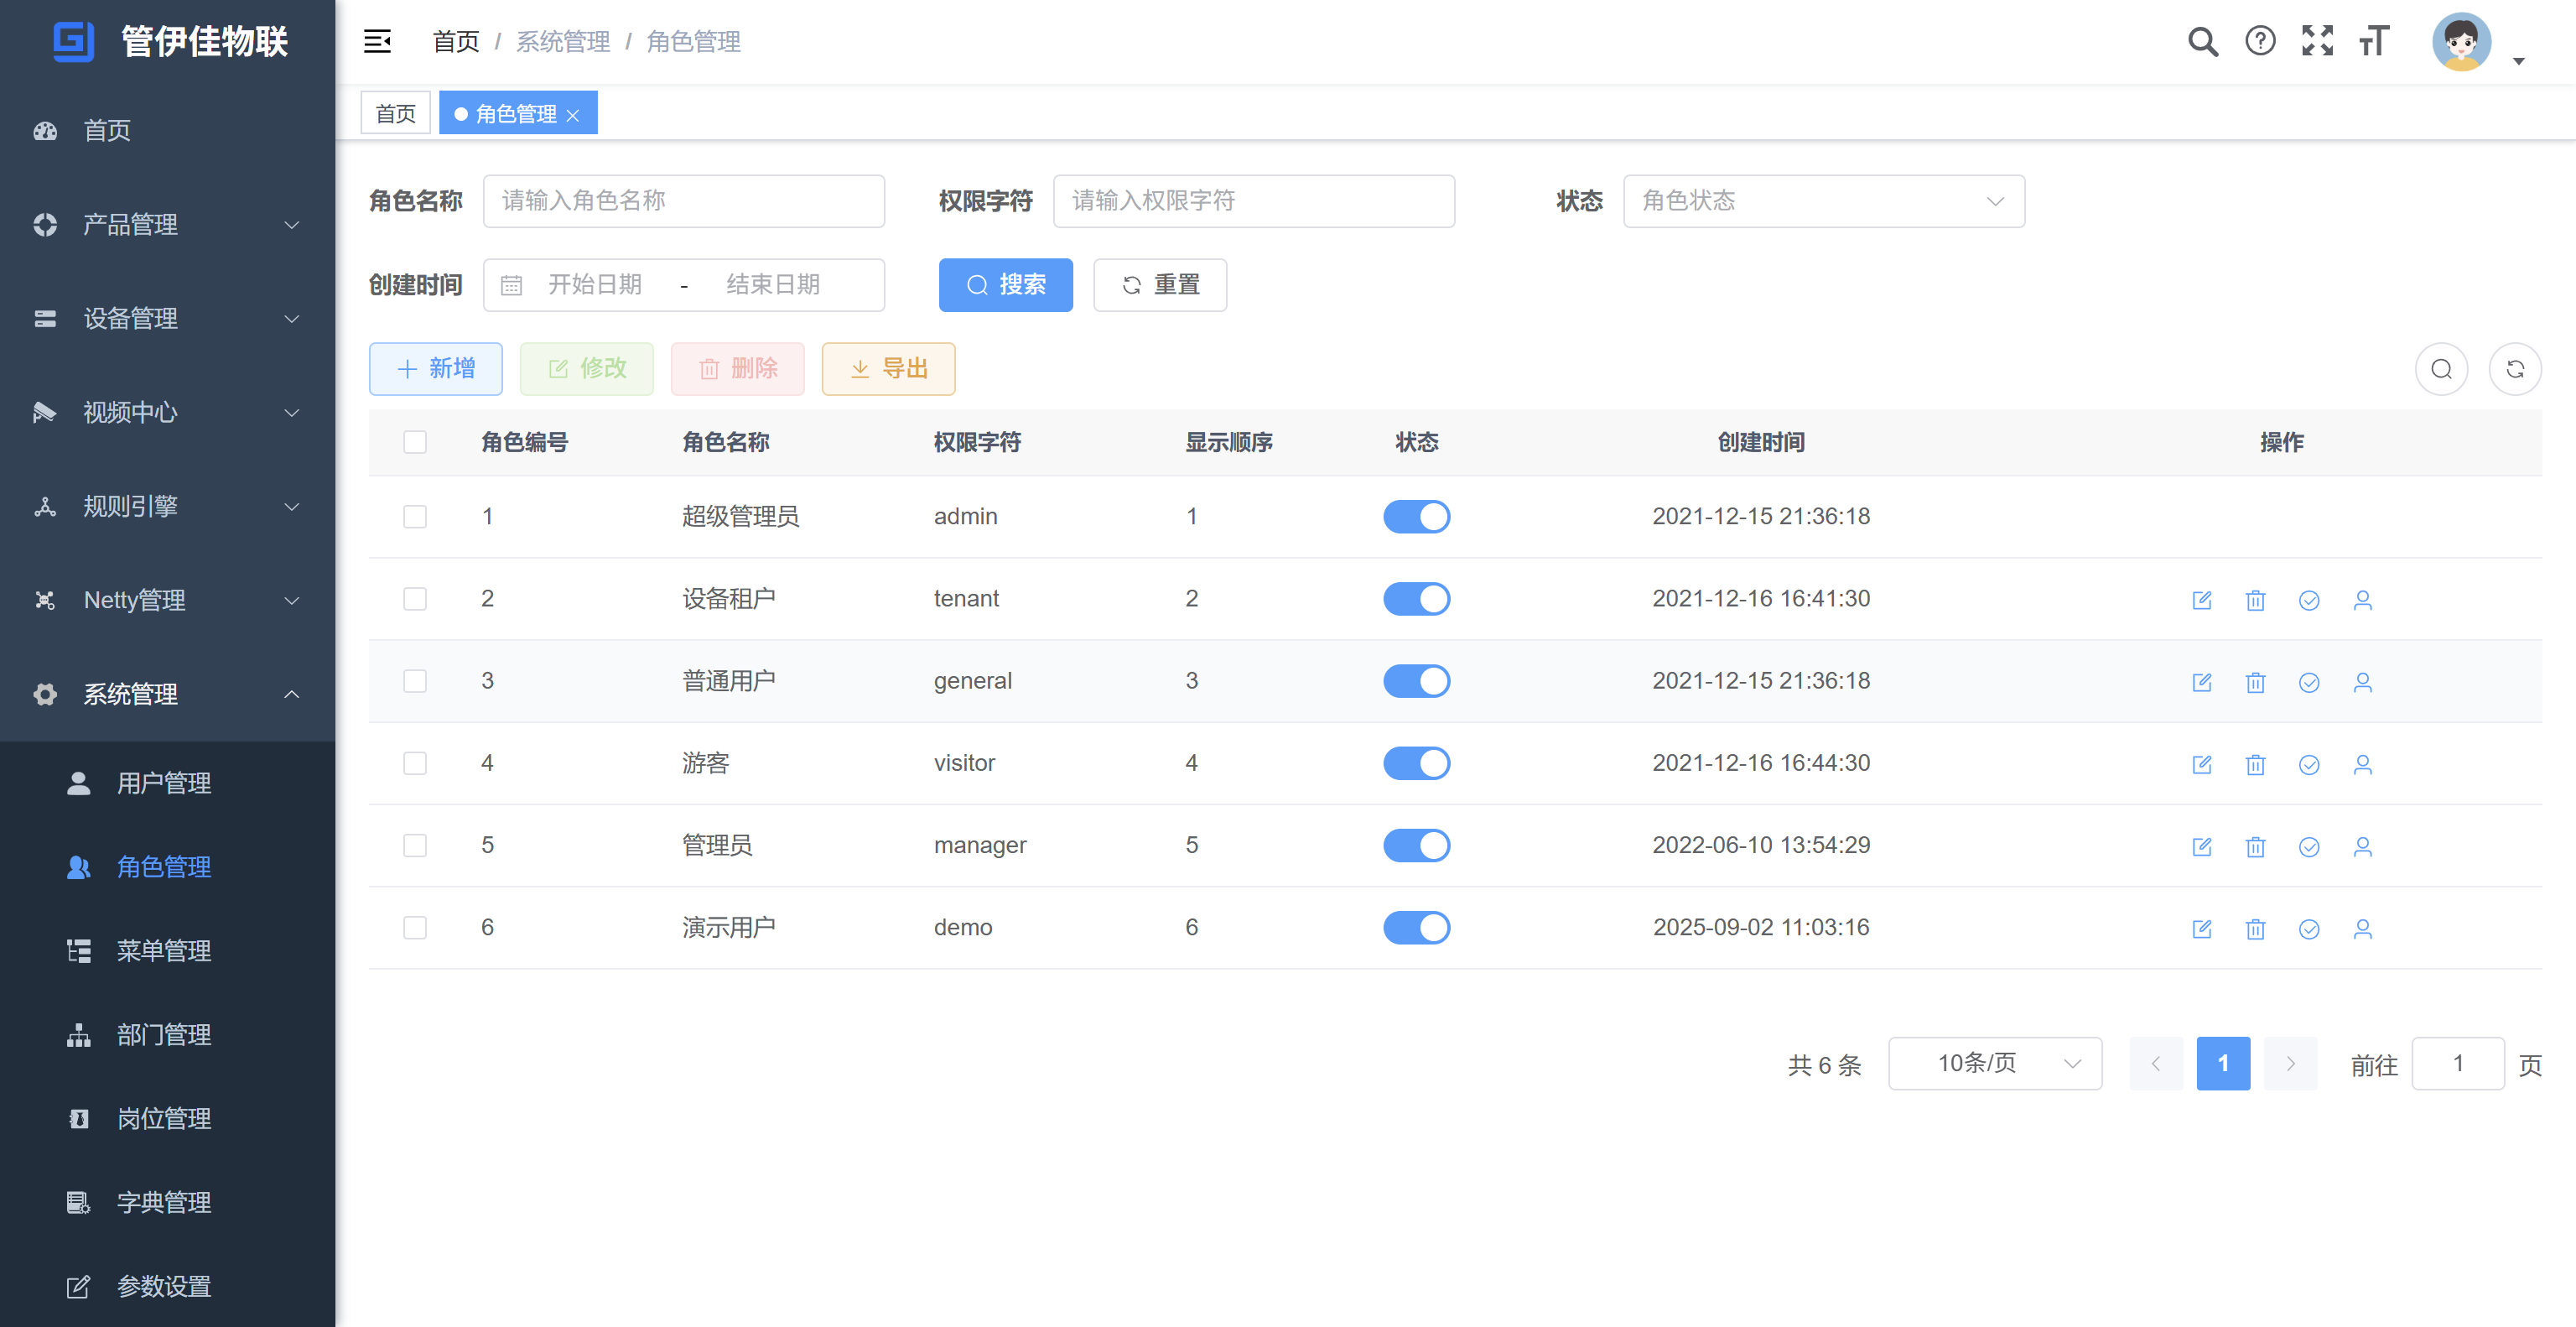 管伊佳物联
首页 / 系统管理 / 角色管理
首页
角色管理
首页
产品管理
设备管理
视频中心
规则引擎
Netty管理
系统管理
用户管理
角色管理
菜单管理
部门管理
岗位管理
字典管理
参数设置
角色名称 请输入角色名称 权限字符 请输入权限字符 状态 角色状态
创建时间 开始日期 - 结束日期 搜索 重置
新增 修改 删除 导出
角色编号 角色名称 权限字符 显示顺序 状态 创建时间 操作
1 超级管理员 admin 1 2021-12-15 21:36:18
2 设备租户 tenant 2 2021-12-16 16:41:30
3 普通用户 general 3 2021-12-15 21:36:18
4 游客 visitor 4 2021-12-16 16:44:30
5 管理员 manager 5 2022-06-10 13:54:29
6 演示用户 demo 6 2025-09-02 11:03:16
共 6 条 10条/页 1 前往 1 页